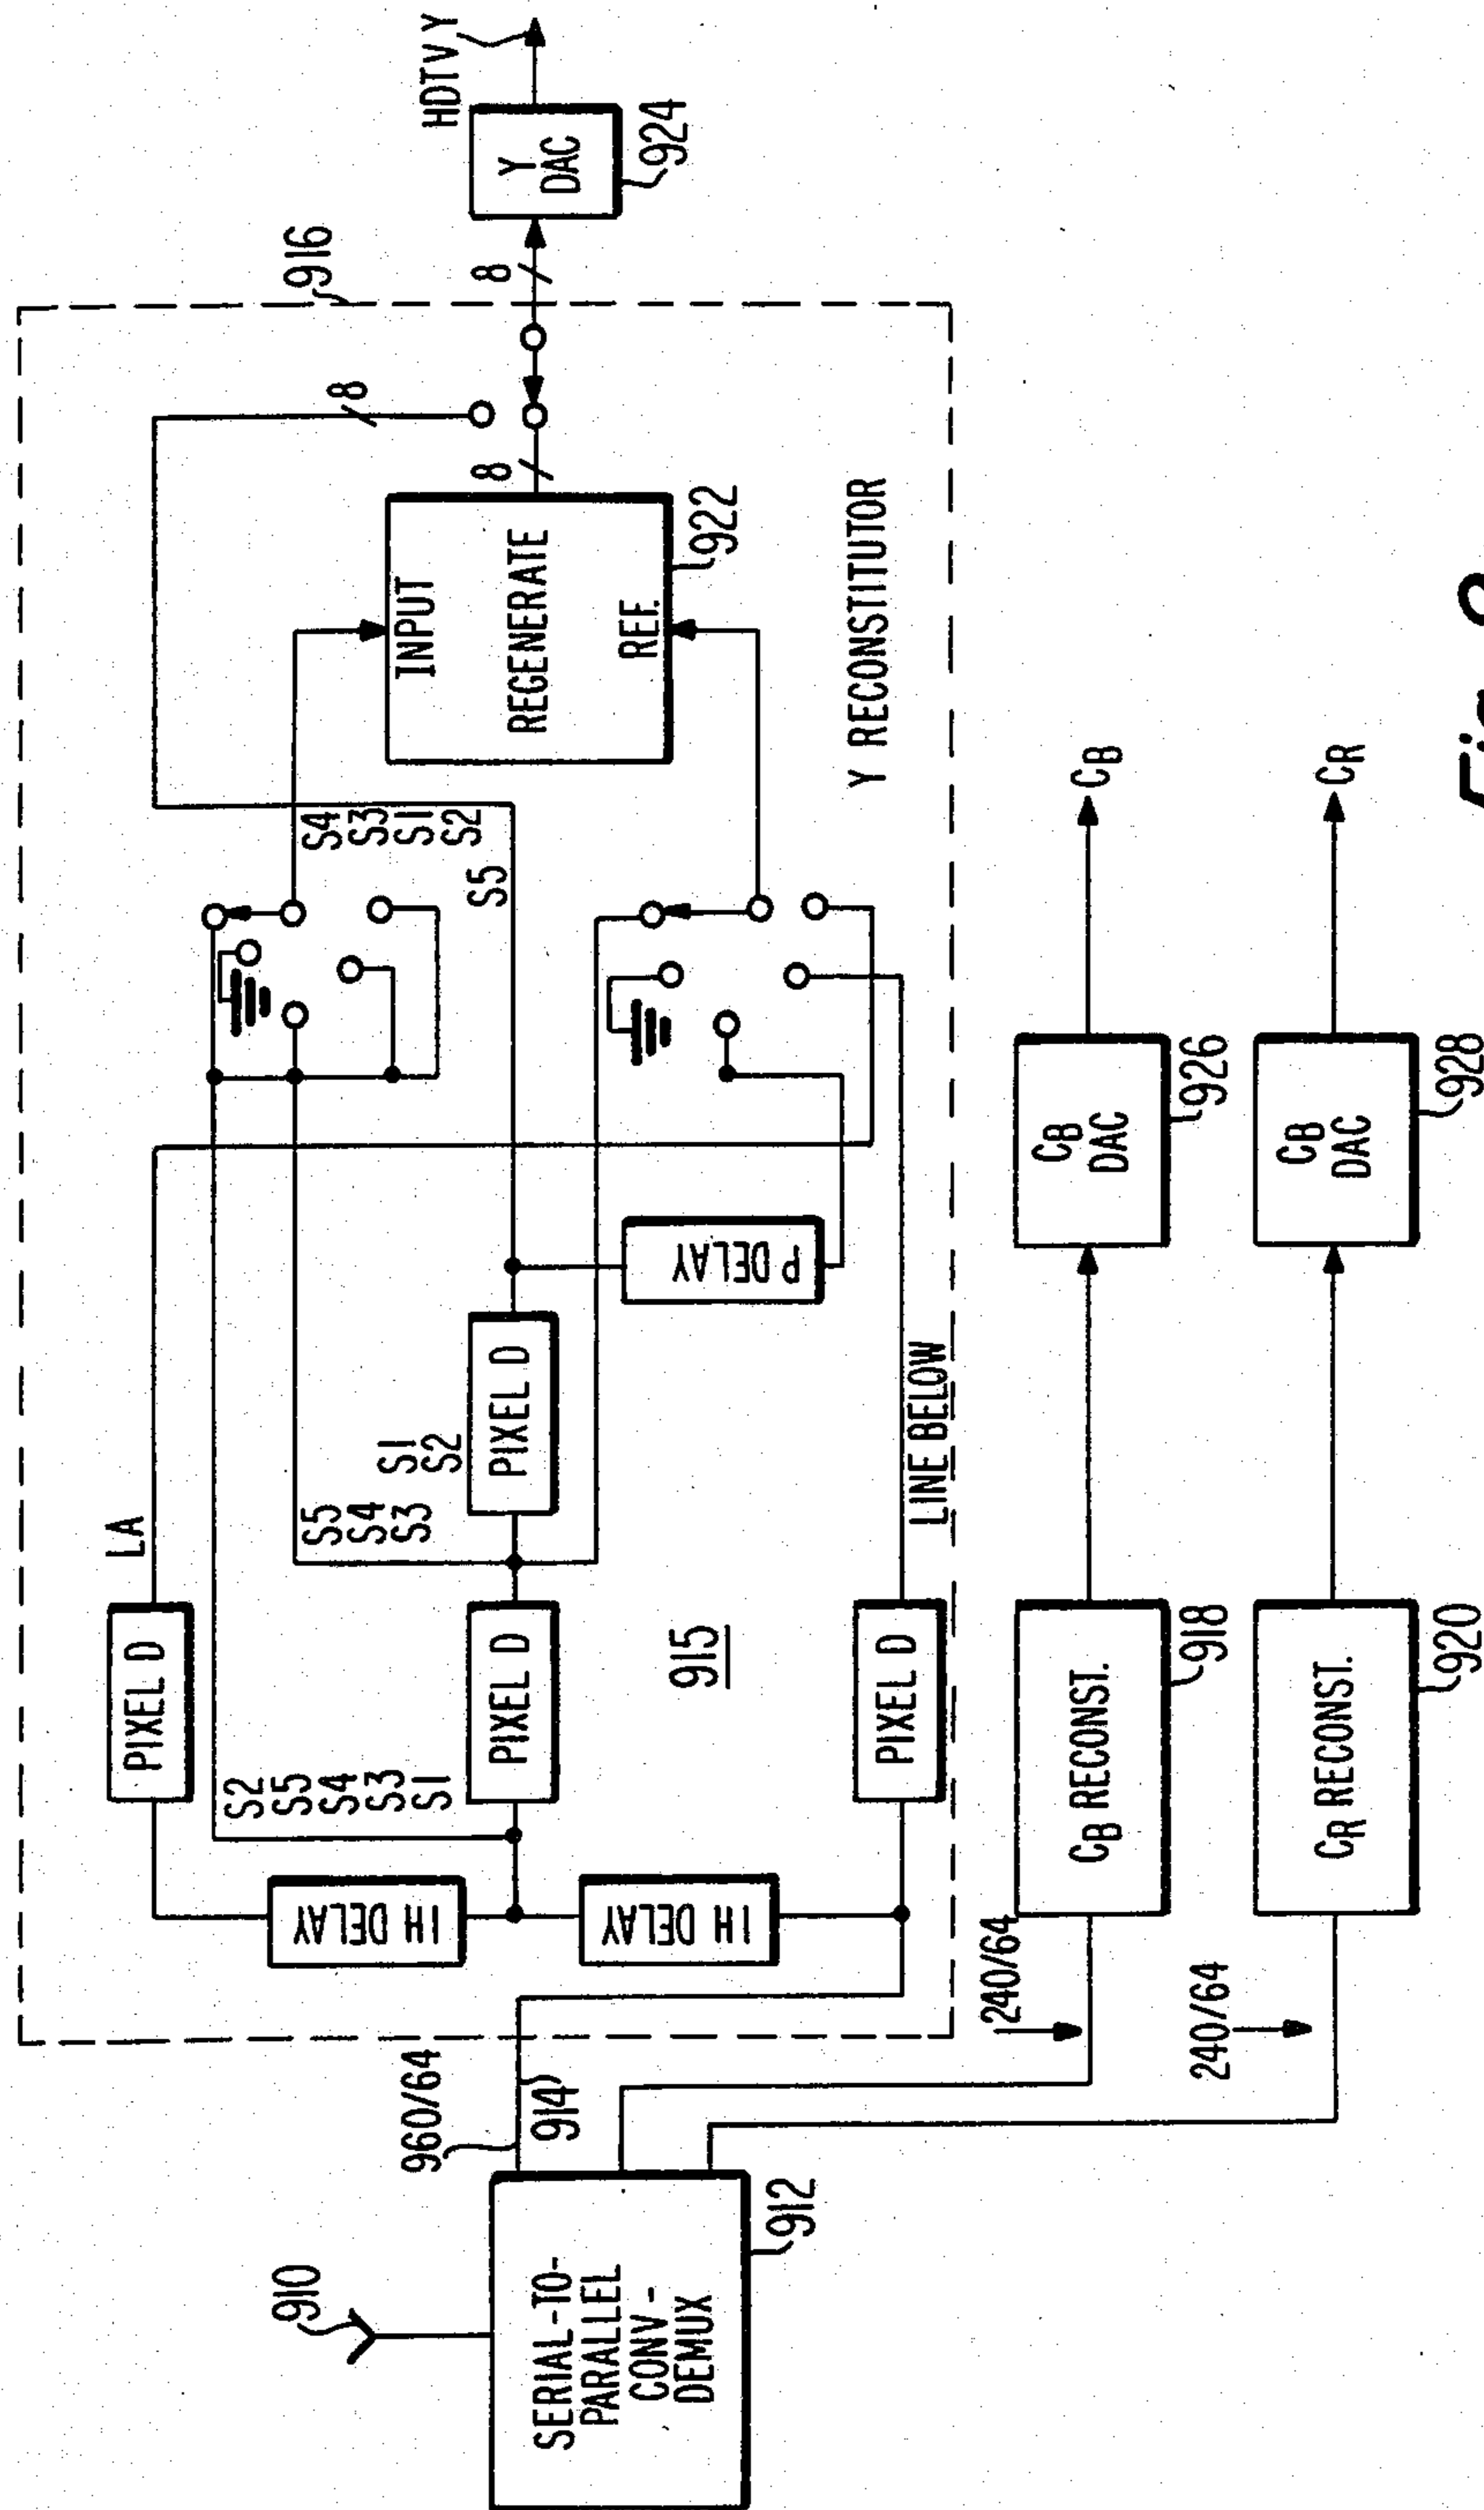 910
SERIAL-TO-
PARALLEL
CONV-
DEMUX
912
960/64
914
240/64
240/64
1H DELAY
1H DELAY
PIXEL D
LA
S2
S5
S4
S3
S1
PIXEL D
915
PIXEL D
LINE BELOW
S5
S4
S3
S1
S2
PIXEL D
P DELAY
S5
S4
S3
S1
S2
INPUT
REGENERATE
REF.
922
Y RECONSTITUTOR
8
8
8
916
Y
DAC
924
HDTV Y
CB RECONST.
918
CB
DAC
926
CB
CR RECONST.
920
CB
DAC
928
CR